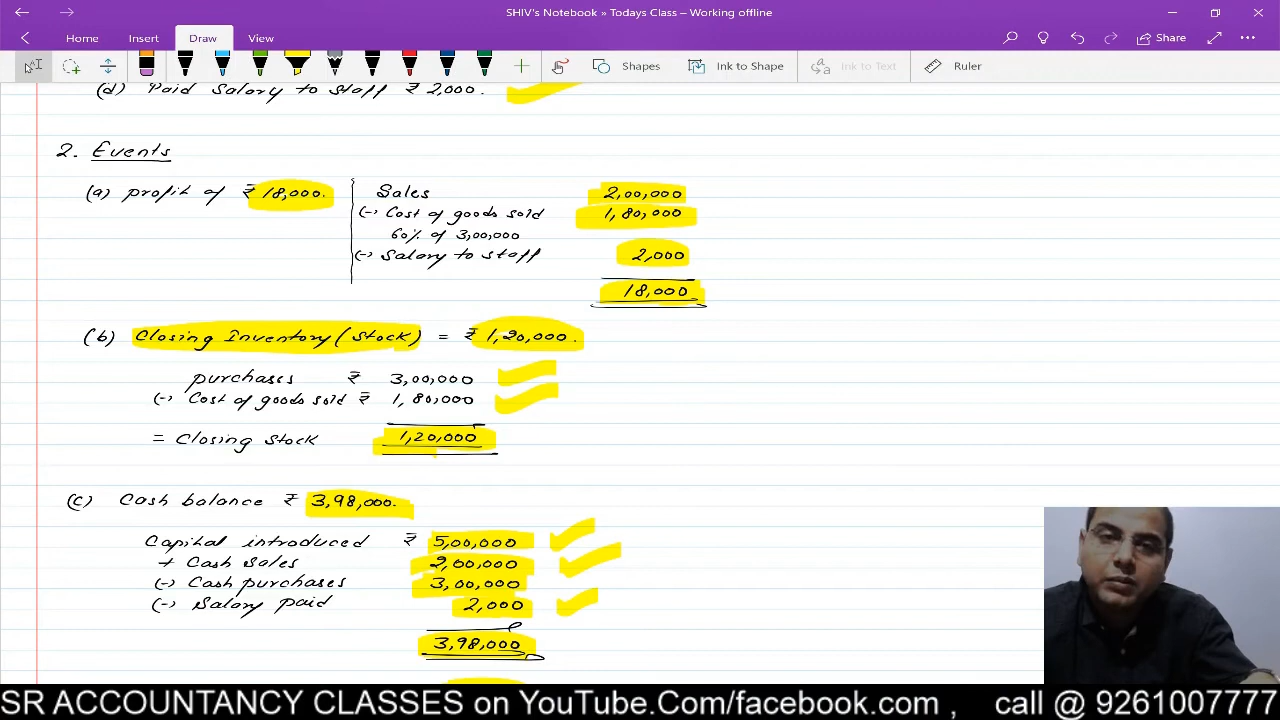 SHIV's Notebook » Todays Class – Working offline
Home Insert Draw View Share
Shapes Ink to Shape Ink to Text Ruler
(d) Paid Salary to Staff ₹ 2,000.
2. Events
(a) profit of ₹ 18,000. Sales 2,00,000
(-) Cost of goods sold 1,80,000
60% of 3,00,000
(-) Salary to staff 2,000
18,000
(b) Closing Inventory (Stock) = ₹ 1,20,000.
purchases ₹ 3,00,000
(-) Cost of goods sold ₹ 1,80,000
= Closing Stock 1,20,000
(c) Cash balance ₹ 3,98,000.
Capital introduced ₹ 5,00,000
+ Cash Sales 2,00,000
(-) Cash purchases 3,00,000
(-) Salary paid 2,000
3,98,000
SR ACCOUNTANCY CLASSES on YouTube.Com/facebook.com , call @ 9261007777